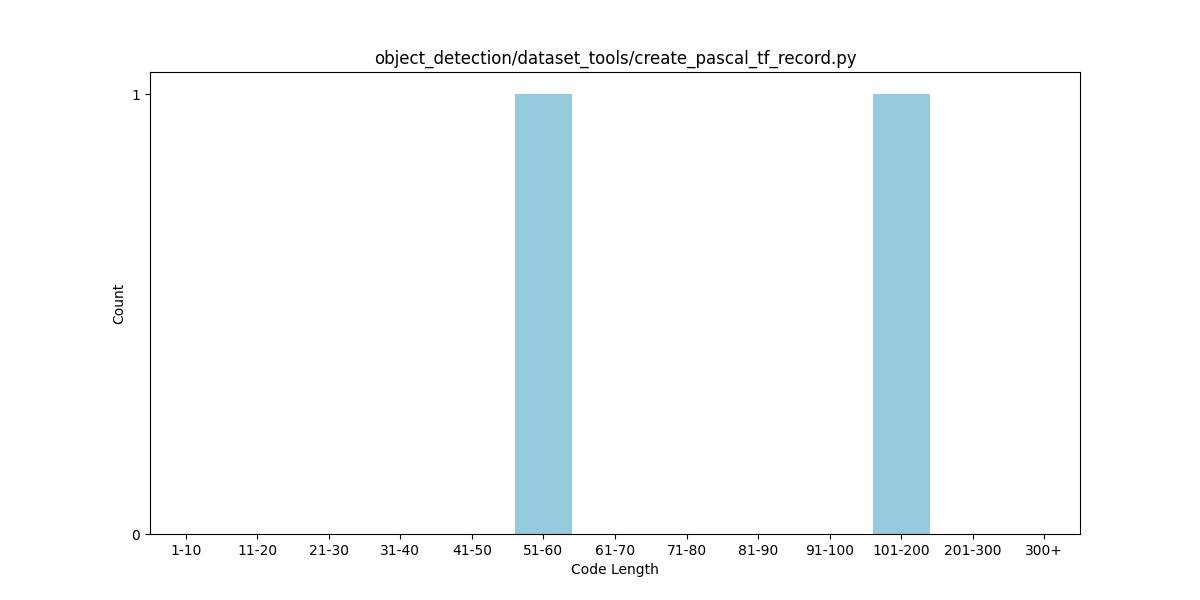 object_detection/dataset_tools/create_pascal_tf_record.py
1
Count
0
1-10 11-20 21-30 31-40 41-50 51-60 61-70 71-80 81-90 91-100 101-200 201-300 300+
Code Length